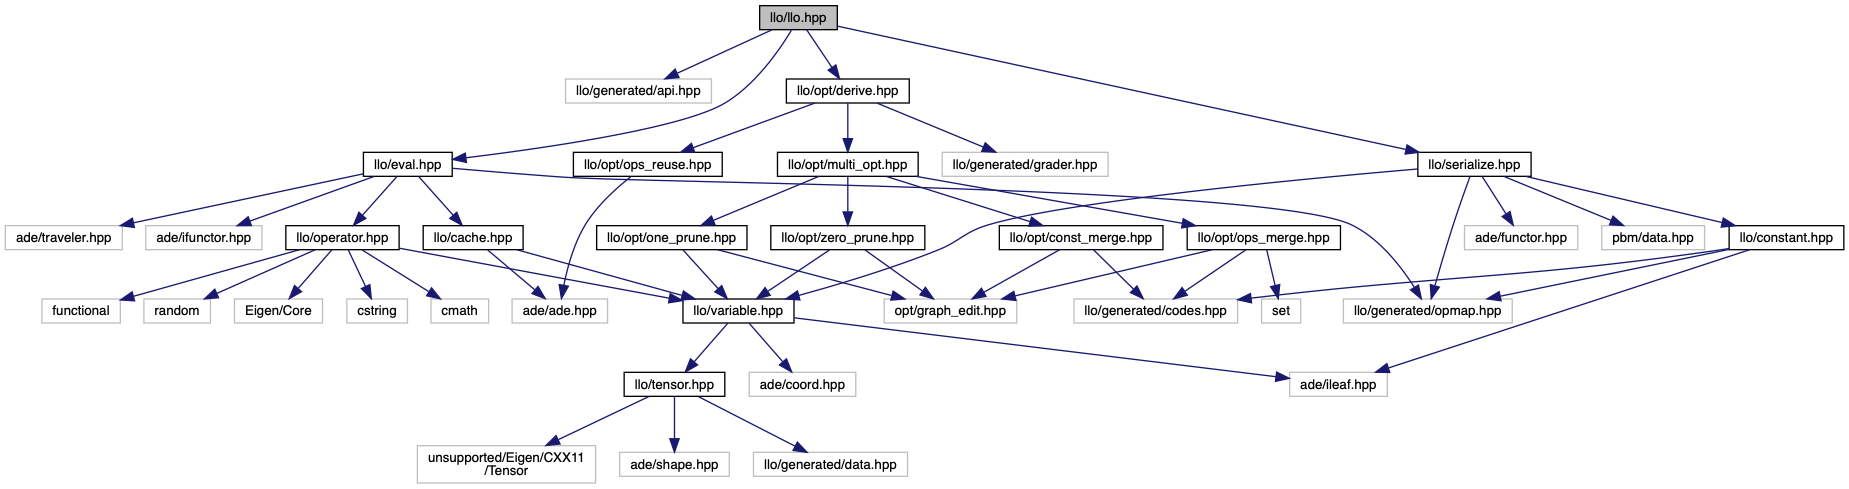 llo/llo.hpp
llo/generated/api.hpp
llo/opt/derive.hpp
llo/eval.hpp
llo/opt/ops_reuse.hpp
llo/opt/multi_opt.hpp
llo/generated/grader.hpp
llo/serialize.hpp
ade/traveler.hpp
ade/ifunctor.hpp
llo/operator.hpp
llo/cache.hpp
llo/opt/one_prune.hpp
llo/opt/zero_prune.hpp
llo/opt/const_merge.hpp
llo/opt/ops_merge.hpp
ade/functor.hpp
pbm/data.hpp
llo/constant.hpp
functional
random
Eigen/Core
cstring
cmath
ade/ade.hpp
llo/variable.hpp
opt/graph_edit.hpp
llo/generated/codes.hpp
set
llo/generated/opmap.hpp
llo/tensor.hpp
ade/coord.hpp
ade/ileaf.hpp
unsupported/Eigen/CXX11
/Tensor
ade/shape.hpp
llo/generated/data.hpp